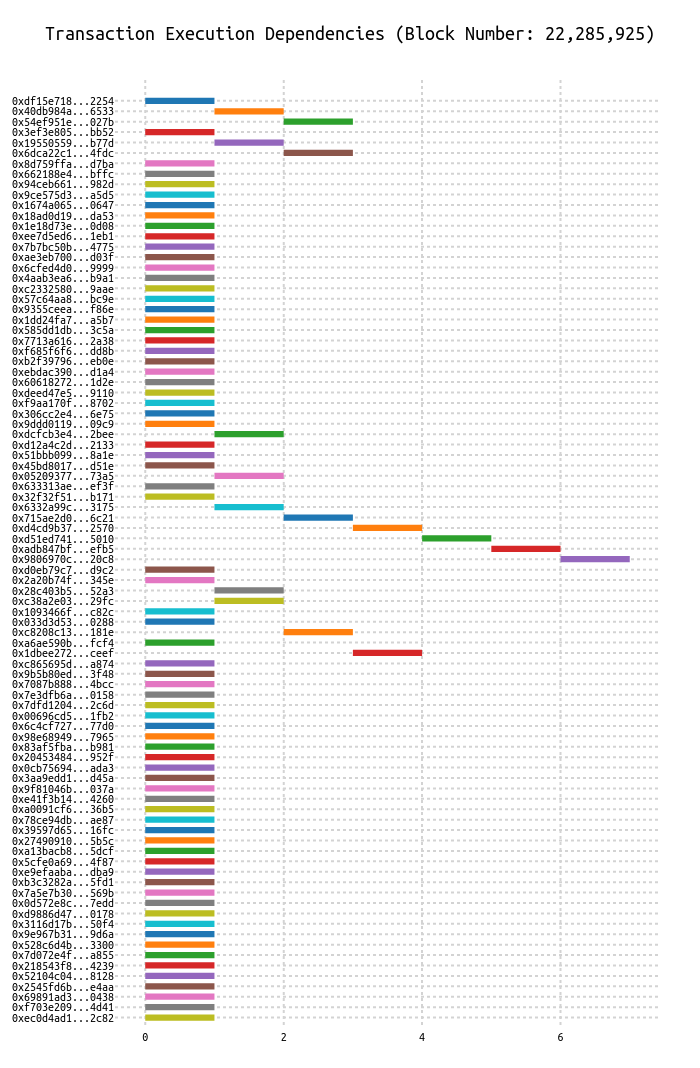 Transaction Execution Dependencies (Block Number: 22,285,925)
0xdf15e718...2254
0x40db984a...6533
0x54ef951e...027b
0x3ef3e805...bb52
0x19550559...b77d
0x6dca22c1...4fdc
0x8d759ffa...d7ba
0x662188e4...bffc
0x94ceb661...982d
0x9ce575d3...a5d5
0x1674a065...0647
0x18ad0d19...da53
0x1e18d73e...0d08
0xee7d5ed6...1eb1
0x7b7bc50b...4775
0xae3eb700...d03f
0x6cfed4d0...9999
0x4aab3ea6...b9a1
0xc2332580...9aae
0x57c64aa8...bc9e
0x9355ceea...f86e
0x1dd24fa7...a5b7
0x585dd1db...3c5a
0x7713a616...2a38
0xf685f6f6...dd8b
0xb2f39796...eb0e
0xebdac390...d1a4
0x60618272...1d2e
0xdeed47e5...9110
0xf9aa170f...8702
0x306cc2e4...6e75
0x9ddd0119...09c9
0xdcfcb3e4...2bee
0xd12a4c2d...2133
0x51bbb099...8a1e
0x45bd8017...d51e
0x05209377...73a5
0x633313ae...ef3f
0x32f32f51...b171
0x6332a99c...3175
0x715ae2d0...6c21
0xd4cd9b37...2570
0xd51ed741...5010
0xadb847bf...efb5
0x9806970c...20c8
0xd0eb79c7...d9c2
0x2a20b74f...345e
0x28c403b5...52a3
0xc38a2e03...29fc
0x1093466f...c82c
0x033d3d53...0288
0xc8208c13...181e
0xa6ae590b...fcf4
0x1dbee272...ceef
0xc865695d...a874
0x9b5b80ed...3f48
0x7087b888...4bcc
0x7e3dfb6a...0158
0x7dfd1204...2c6d
0x00696cd5...1fb2
0x6c4cf727...77d0
0x98e68949...7965
0x83af5fba...b981
0x20453484...952f
0x0cb75694...ada3
0x3aa9edd1...d45a
0x9f81046b...037a
0xe41f3b14...4260
0xa0091cf6...36b5
0x78ce94db...ae87
0x39597d65...16fc
0x27490910...5b5c
0xa13bacb8...5dcf
0x5cfe0a69...4f87
0xe9efaaba...dba9
0xb3c3282a...5fd1
0x7a5e7b30...569b
0x0d572e8c...7edd
0xd9886d47...0178
0x3116d17b...50f4
0x9e967b31...9d6a
0x528c6d4b...3300
0x7d072e4f...a855
0x218543f8...4239
0x52104c04...8128
0x2545fd6b...e4aa
0x69891ad3...0438
0xf703e209...4d41
0xec0d4ad1...2c82
0 2 4 6